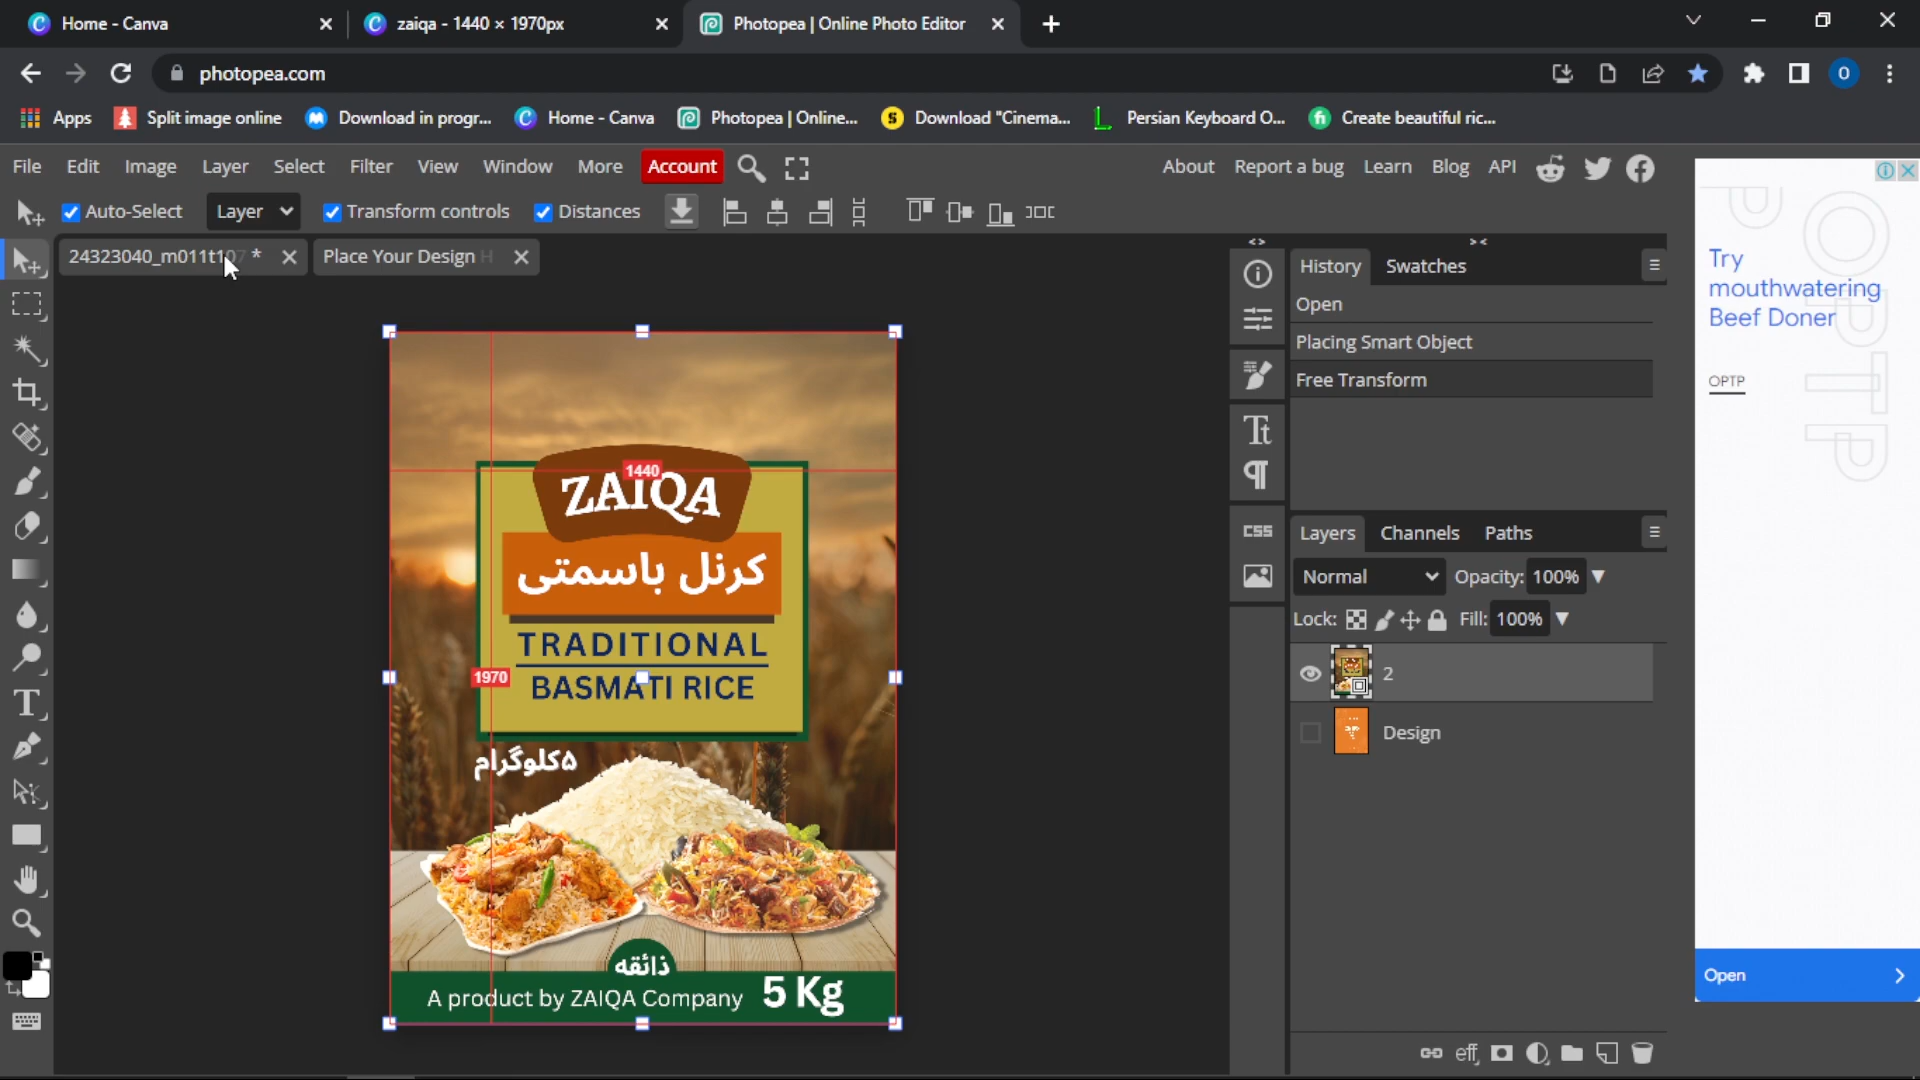 Home - Canva
zaiqa - 1440 × 1970px
Photopea | Online Photo Editor
photopea.com
O
Apps
Split image online
Download in progr...
Home - Canva
Photopea | Online...
Download "Cinema...
Persian Keyboard O...
Create beautiful ric...
File Edit Image Layer Select Filter View Window More Account
About Report a bug Learn Blog API
Auto-Select
Layer
Transform controls
Distances
24323040_m011t107 *
Place Your Design H
History Swatches
Open
Placing Smart Object
Free Transform
CSS
Layers Channels Paths
Normal
Opacity: 100%
Lock:
Fill: 100%
2
Design
eff
1440
ZAIQA
کرنل باسمتی
TRADITIONAL
1970
BASMATI RICE
۵کلوگرام
ذائقه
A product by ZAIQA Company
5 Kg
Try
mouthwatering
Beef Doner
OPTP
OPTP
Open